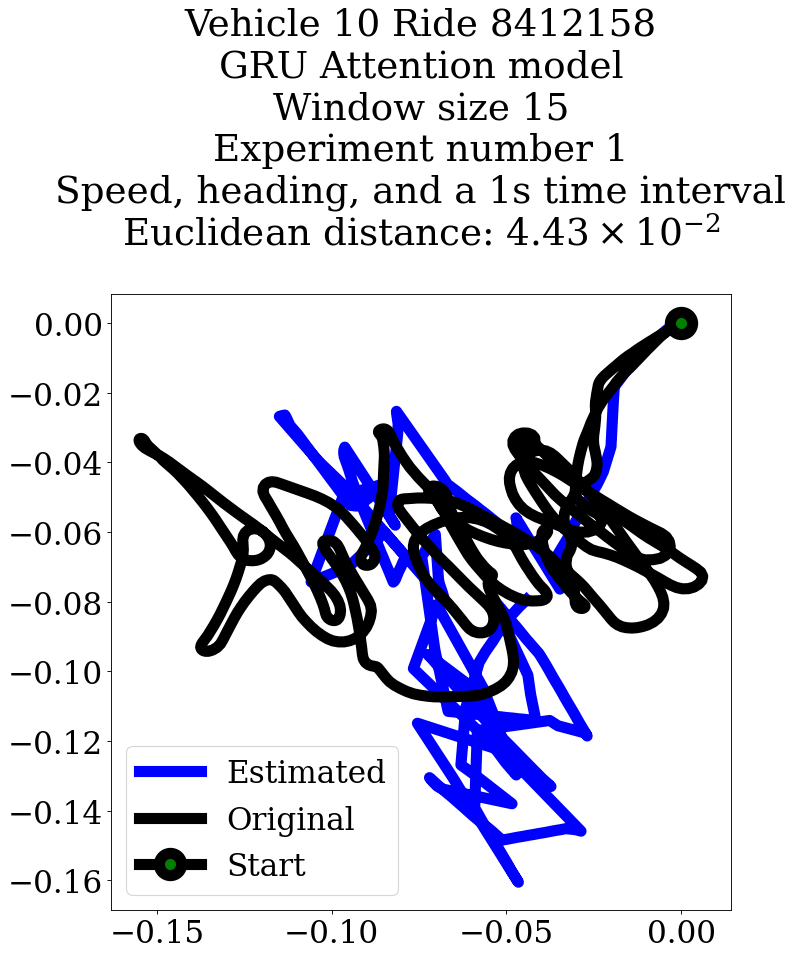 Vehicle 10 Ride 8412158
GRU Attention model
Window size 15
Experiment number 1
Speed, heading, and a 1s time interval
Euclidean distance: 4.43 × 10⁻²
0.00
−0.02
−0.04
−0.06
−0.08
−0.10
−0.12
−0.14
−0.16
Estimated
Original
Start
−0.15 −0.10 −0.05 0.00